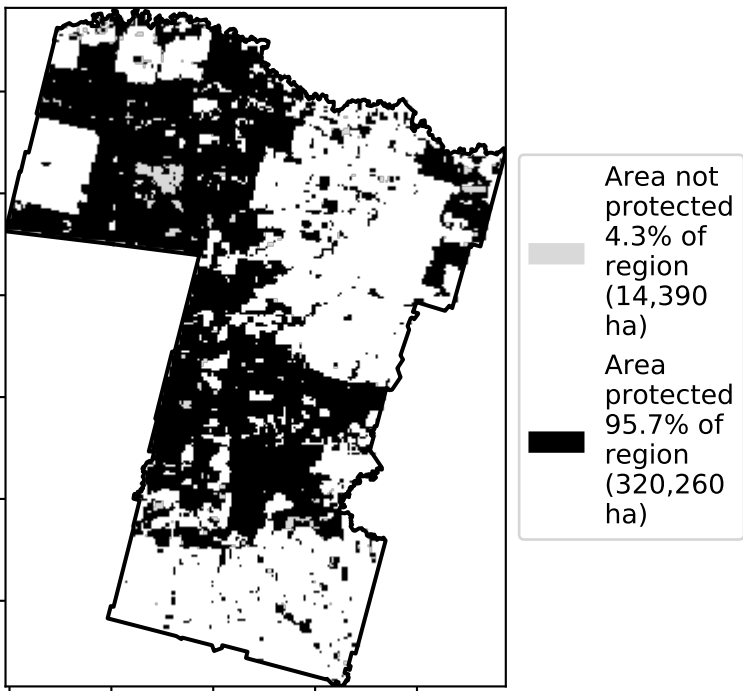 Area not
protected
4.3% of
region
(14,390
ha)
Area
protected
95.7% of
region
(320,260
ha)